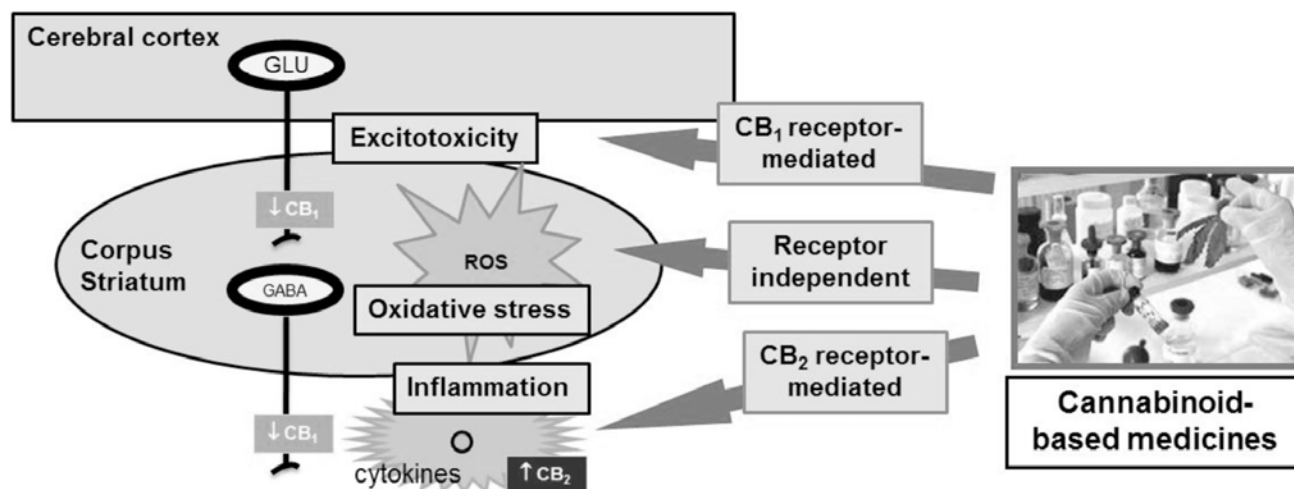 Cerebral cortex
GLU
Excitotoxicity
↓CB₁
Corpus
Striatum
GABA
ROS
Oxidative stress
Inflammation
↓CB₁
cytokines
↑CB₂
CB₁ receptor-
mediated
Receptor
independent
CB₂ receptor-
mediated
Cannabinoid-
based medicines